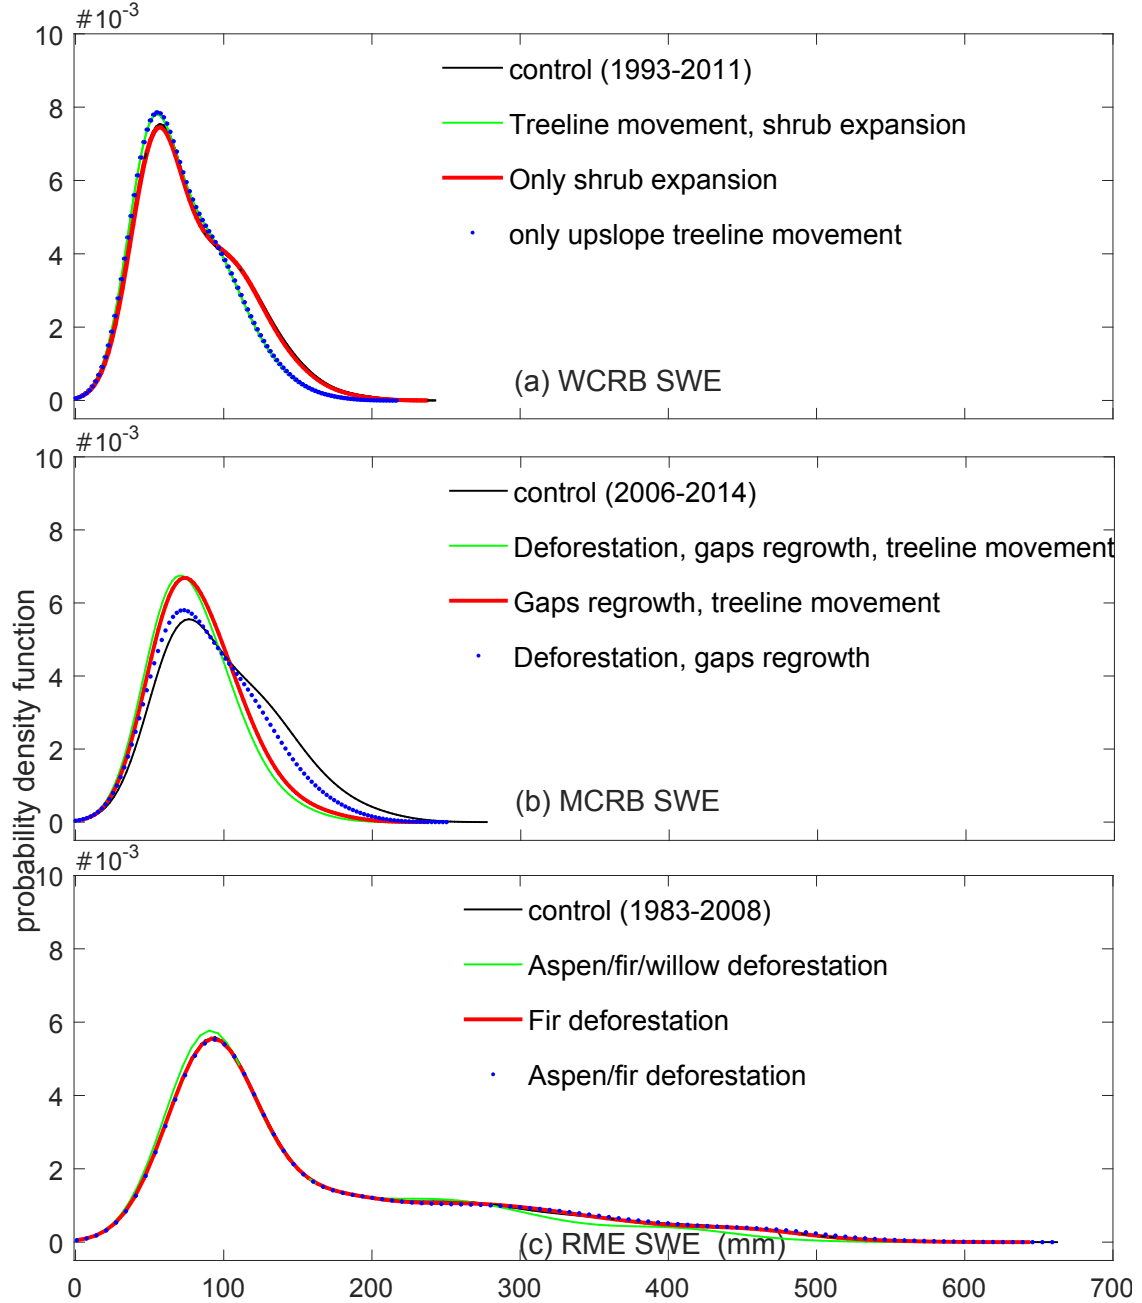 #10-3
10
8
6
4
2
0
control (1993-2011)
Treeline movement, shrub expansion
Only shrub expansion
only upslope treeline movement
(a) WCRB SWE
#10-3
10
8
6
4
2
0
control (2006-2014)
Deforestation, gaps regrowth, treeline movement
Gaps regrowth, treeline movement
Deforestation, gaps regrowth
(b) MCRB SWE
probability density function
#10-3
10
8
6
4
2
0
control (1983-2008)
Aspen/fir/willow deforestation
Fir deforestation
Aspen/fir deforestation
(c) RME SWE (mm)
0 100 200 300 400 500 600 700